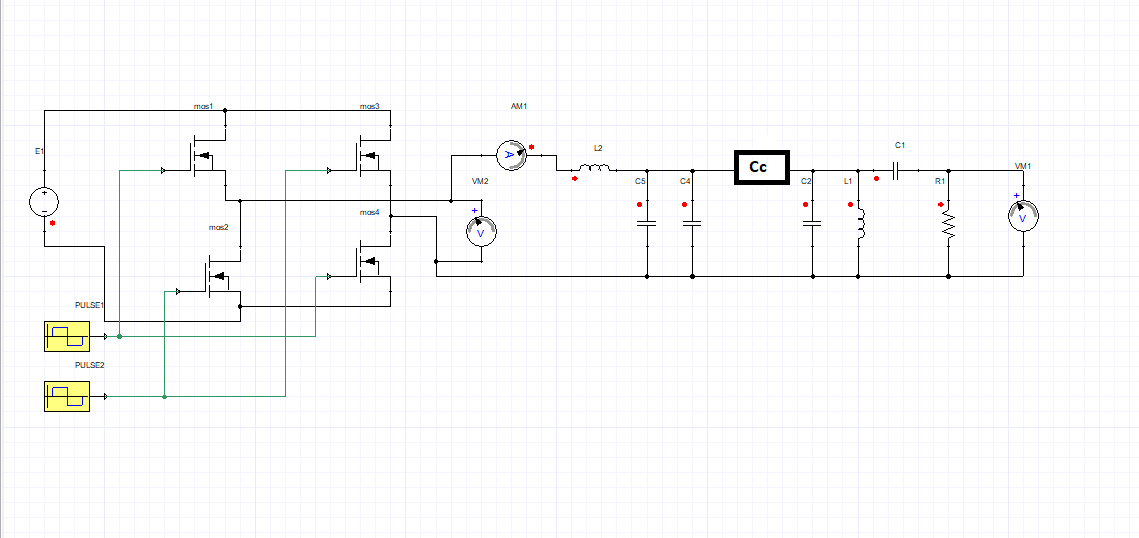 mos1
mos3
AM1
E1
A
L2
Cc
C1
VM2
C5
C4
C2
L1
R1
VM1
+
−
mos2
mos4
+
V
+
V
PULSE1
PULSE2